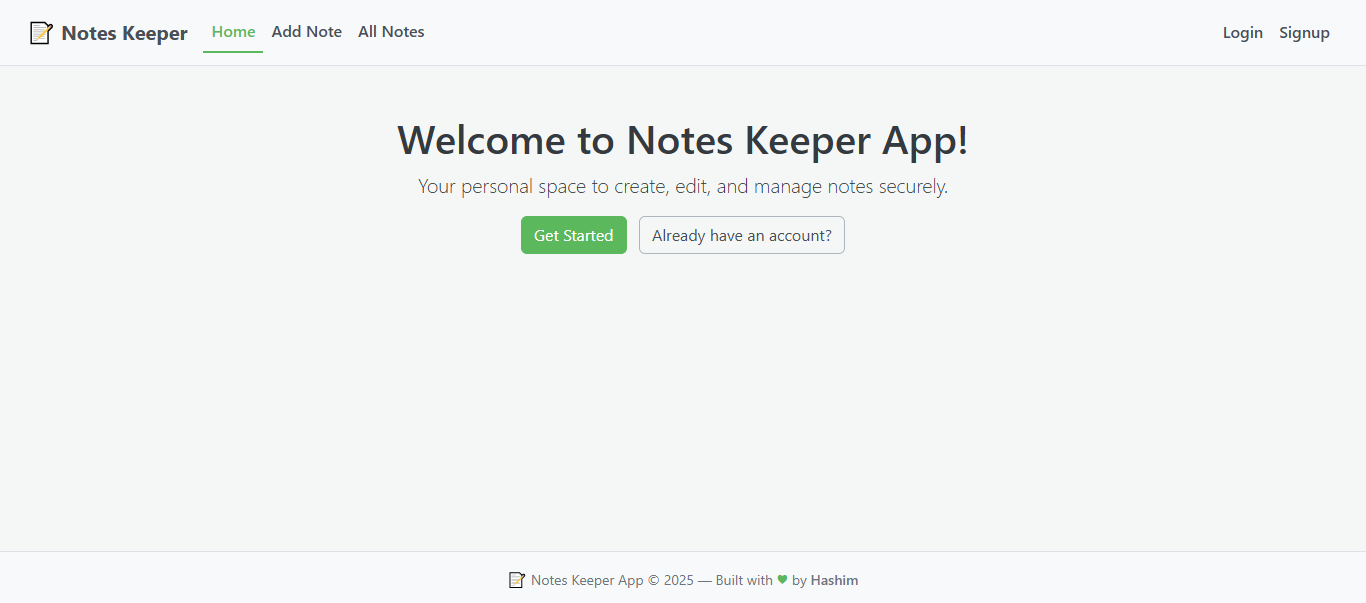 Notes Keeper Home Add Note All Notes Login Signup
Welcome to Notes Keeper App!
Your personal space to create, edit, and manage notes securely.
Get Started Already have an account?
Notes Keeper App © 2025 — Built with 💚 by Hashim